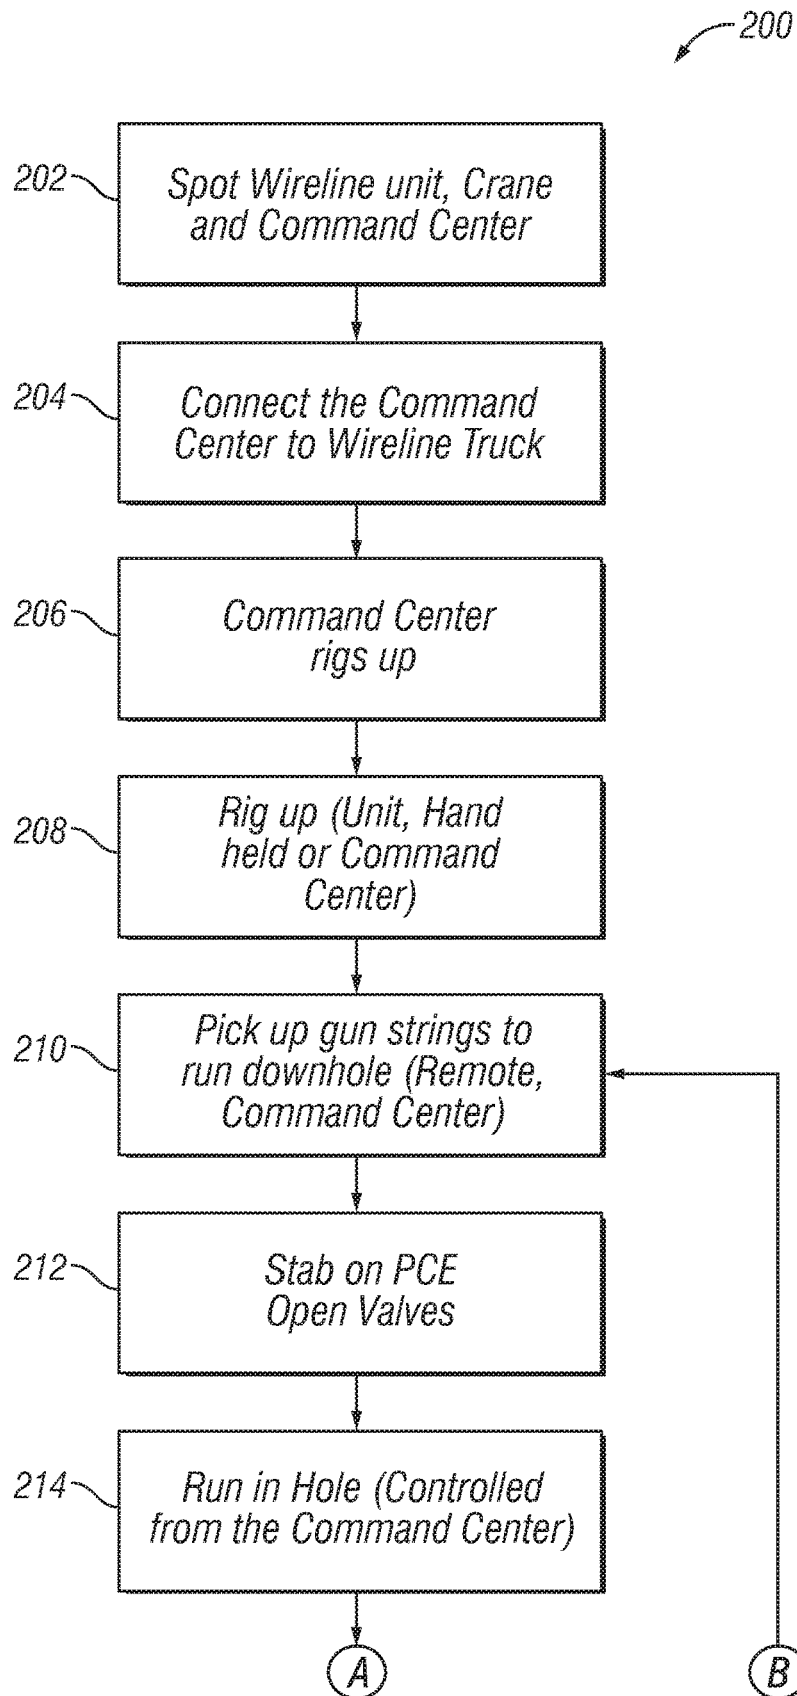 200
202
Spot Wireline unit, Crane
and Command Center
204
Connect the Command
Center to Wireline Truck
206
Command Center
rigs up
208
Rig up (Unit, Hand
held or Command
Center)
210
Pick up gun strings to
run downhole (Remote,
Command Center)
212
Stab on PCE
Open Valves
214
Run in Hole (Controlled
from the Command Center)
A
B